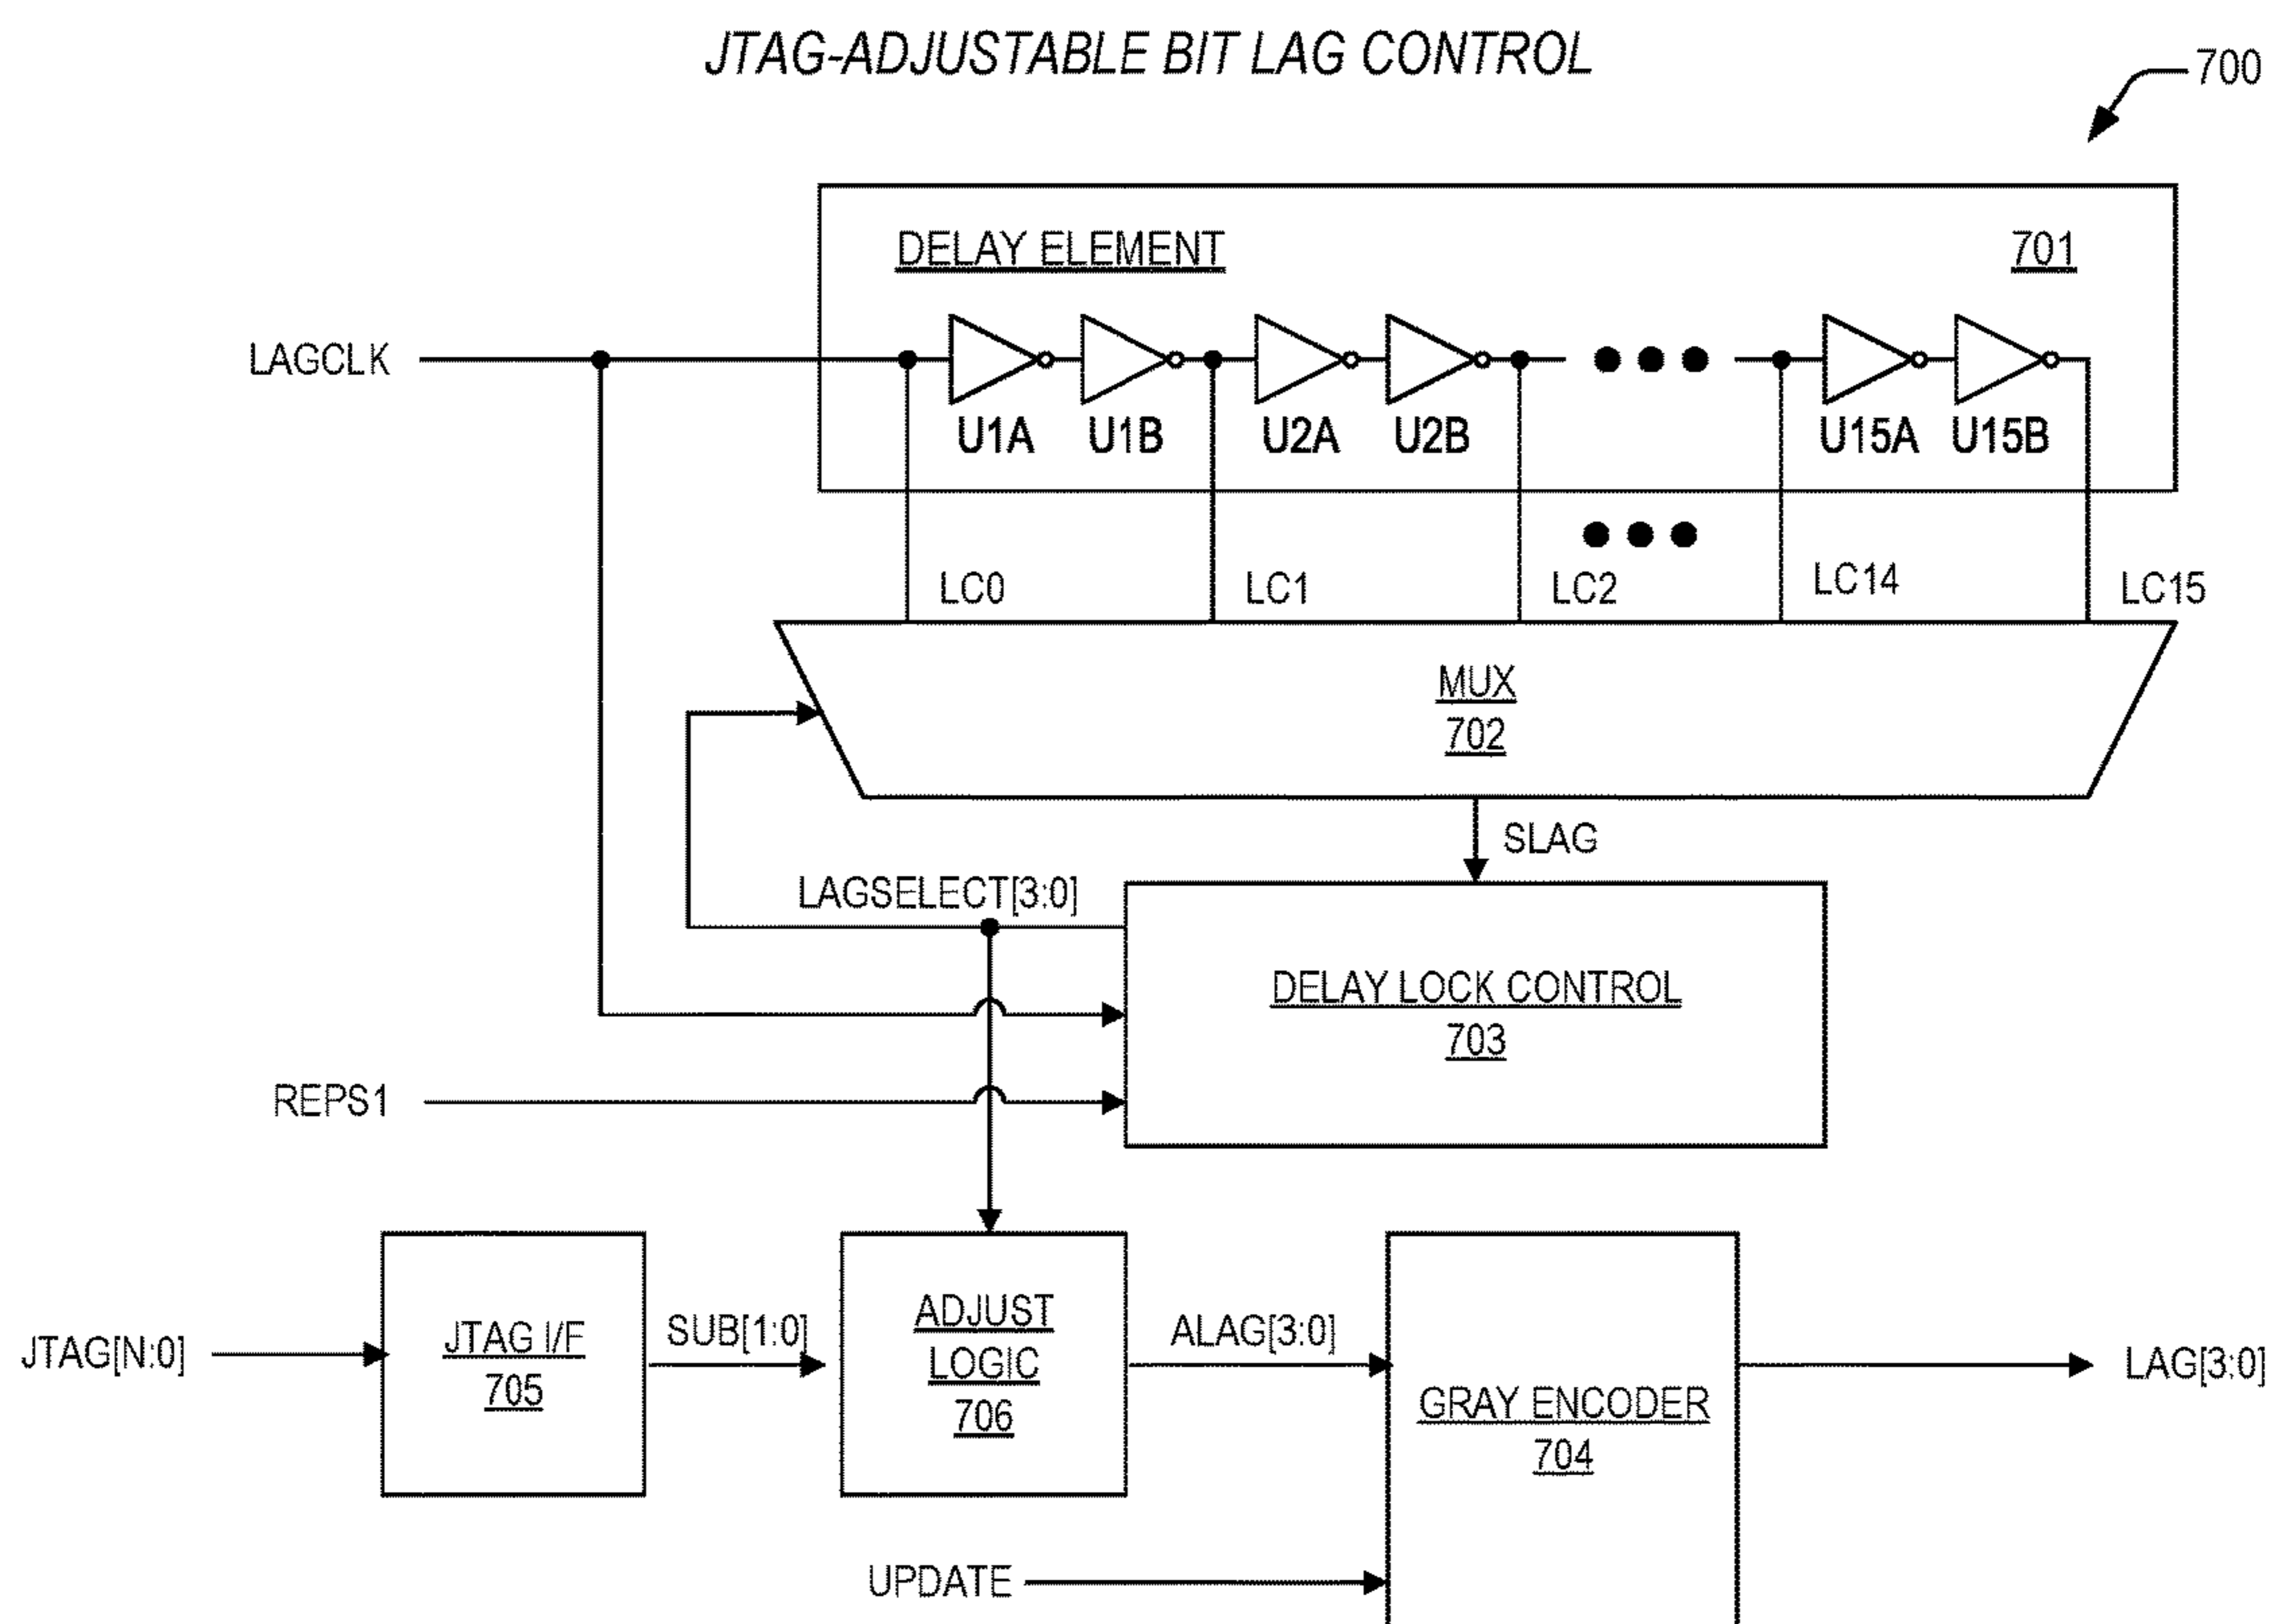 JTAG-ADJUSTABLE BIT LAG CONTROL
700
DELAY ELEMENT
701
LAGCLK
U1A
U1B
U2A
U2B
U15A
U15B
LC0
LC1
LC2
LC14
LC15
MUX
702
SLAG
LAGSELECT[3:0]
DELAY LOCK CONTROL
703
REPS1
JTAG[N:0]
JTAG I/F
705
SUB[1:0]
ADJUST
LOGIC
706
ALAG[3:0]
GRAY ENCODER
704
LAG[3:0]
UPDATE